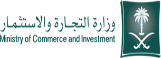 وزارة التجارة والاستثمار
Ministry of Commerce and Investment